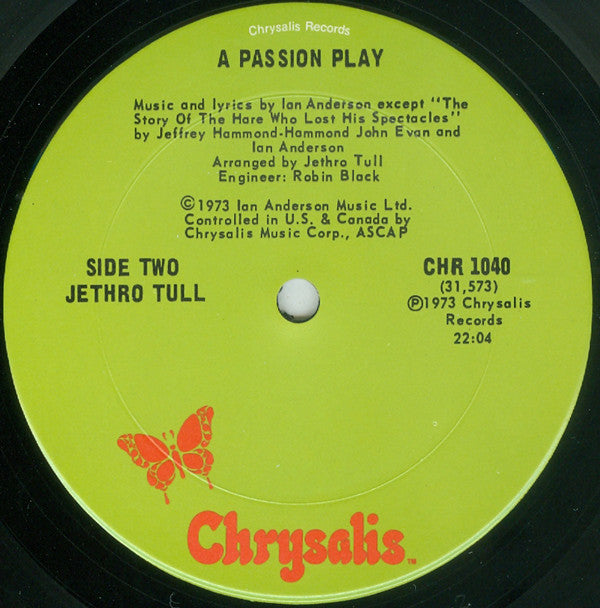 Chrysalis Records
A PASSION PLAY
Music and lyrics by Ian Anderson except "The
Story Of The Hare Who Lost His Spectacles"
by Jeffrey Hammond-Hammond John Evan and
Ian Anderson
Arranged by Jethro Tull
Engineer: Robin Black
©1973 Ian Anderson Music Ltd.
Controlled in U.S. & Canada by
Chrysalis Music Corp., ASCAP
SIDE TWO
JETHRO TULL
CHR 1040
(31,573)
℗1973 Chrysalis
Records
22:04
Chrysalis™